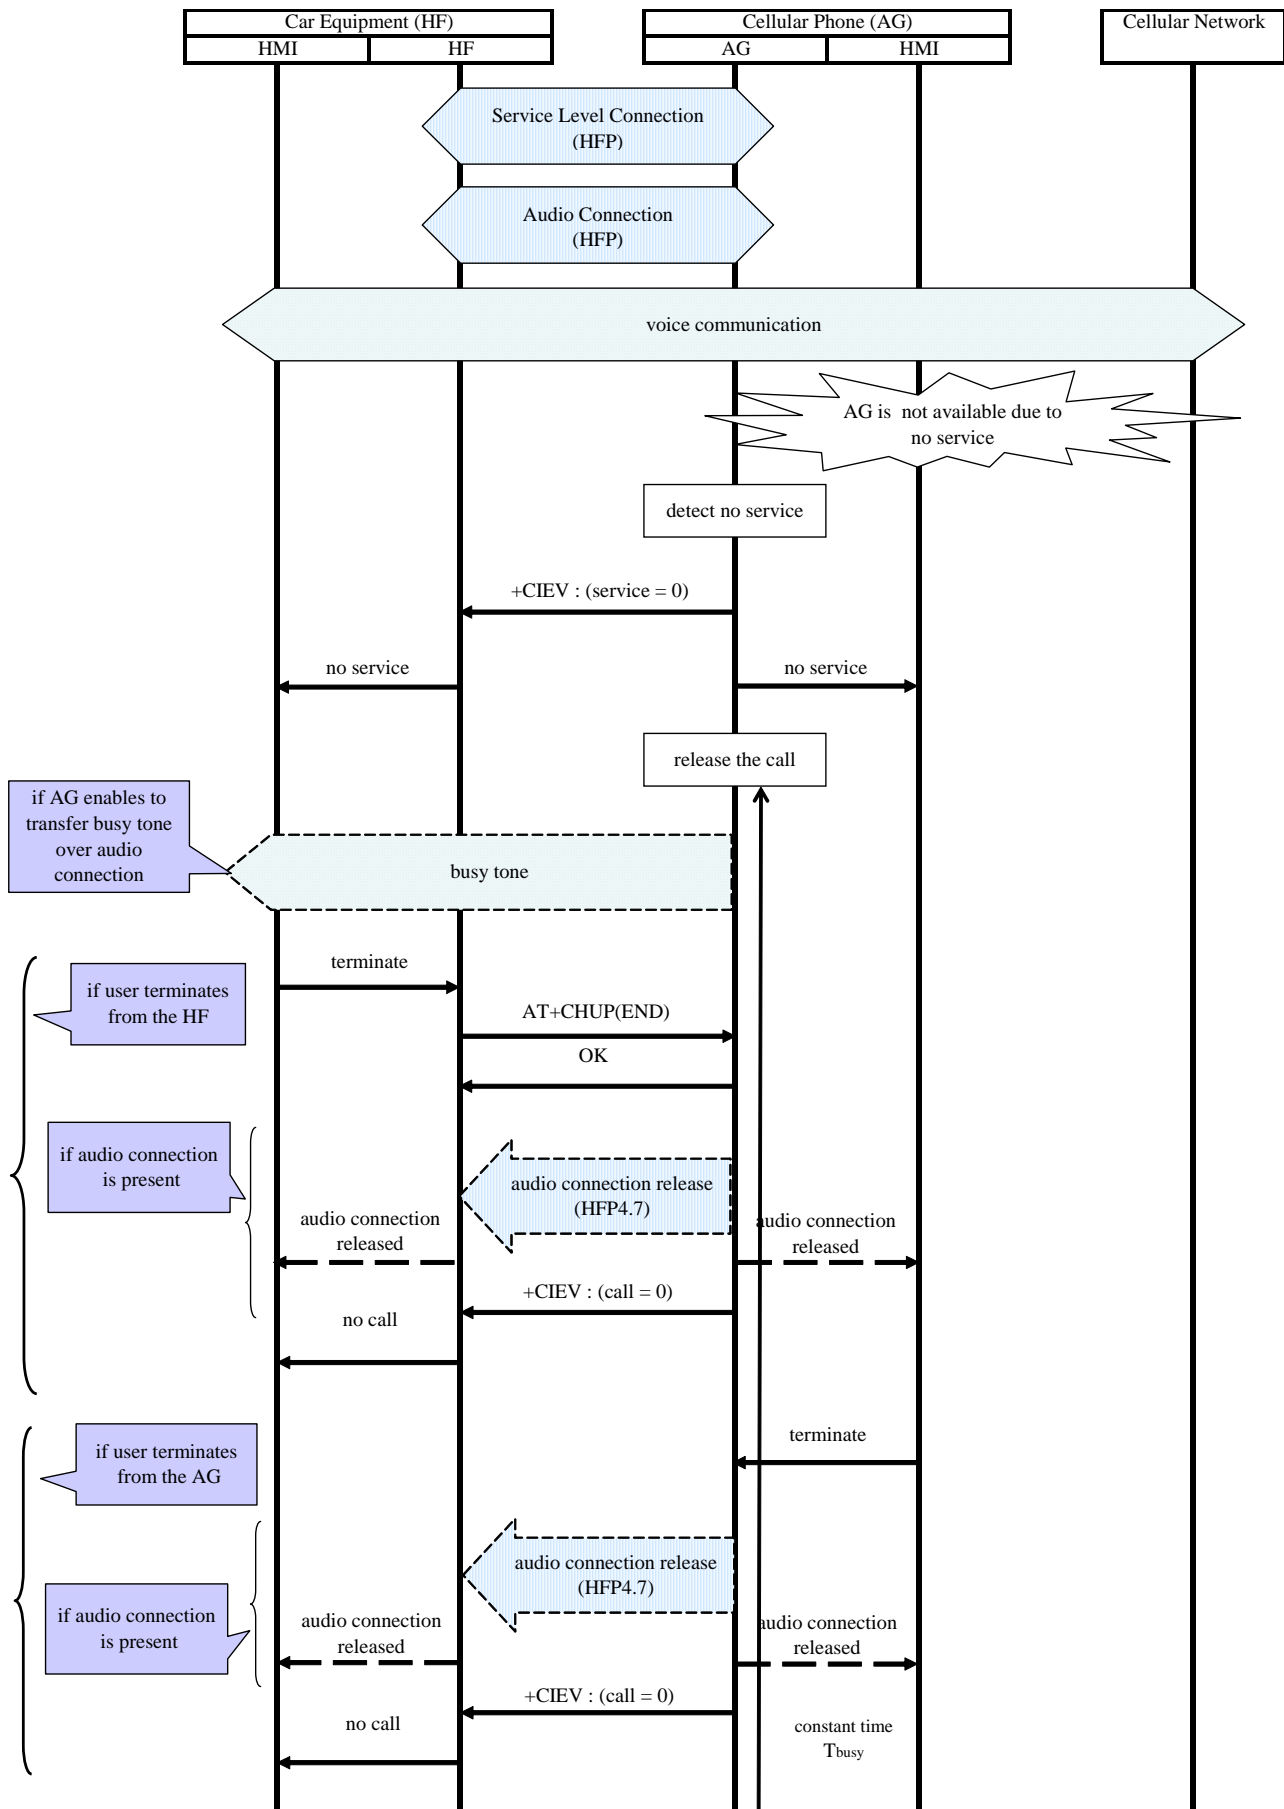 Car Equipment (HF)
Cellular Phone (AG)
Cellular Network
HMI
HF
AG
HMI
Service Level Connection
(HFP)
Audio Connection
(HFP)
voice communication
AG is not available due to
no service
detect no service
+CIEV : (service = 0)
no service
no service
release the call
if AG enables to
transfer busy tone
over audio
connection
busy tone
terminate
if user terminates
from the HF
AT+CHUP(END)
OK
if audio connection
is present
audio connection release
(HFP4.7)
audio connection
released
audio connection
released
+CIEV : (call = 0)
no call
if user terminates
from the AG
terminate
audio connection release
(HFP4.7)
if audio connection
is present
audio connection
released
audio connection
released
+CIEV : (call = 0)
no call
constant time
Tbusy